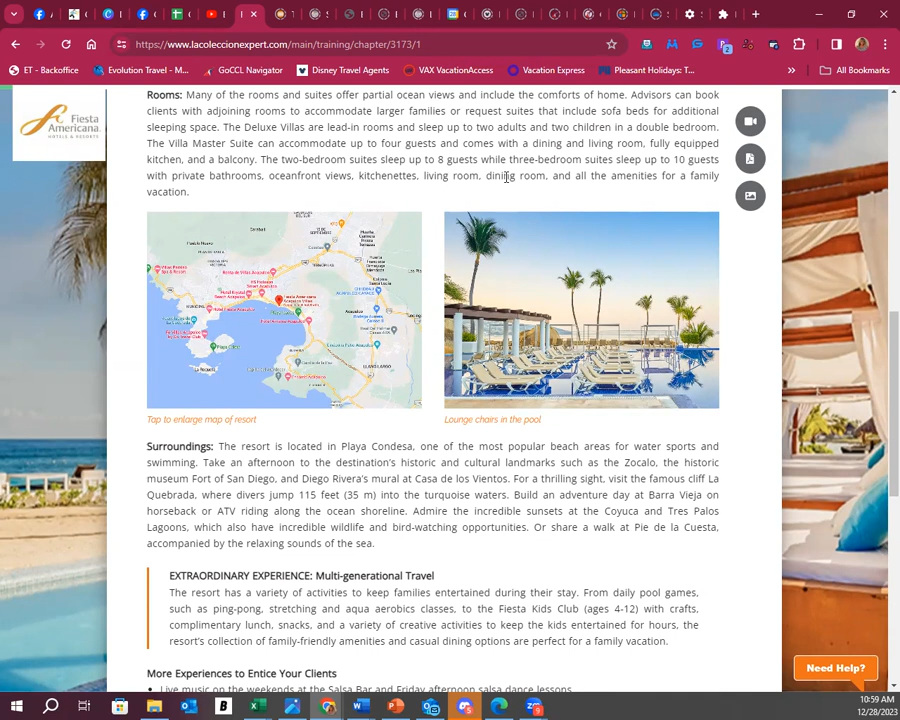 https://www.lacoleccionexpert.com/main/training/chapter/3173/1
ET - Backoffice
Evolution Travel - M...
GoCCL Navigator
Disney Travel Agents
VAX VacationAccess
Vacation Express
Pleasant Holidays: T...
All Bookmarks
Fiesta
Americana.
HOTELS & RESORTS
Rooms: Many of the rooms and suites offer partial ocean views and include the comforts of home. Advisors can book
clients with adjoining rooms to accommodate larger families or request suites that include sofa beds for additional
sleeping space. The Deluxe Villas are lead-in rooms and sleep up to two adults and two children in a double bedroom.
The Villa Master Suite can accommodate up to four guests and comes with a dining and living room, fully equipped
kitchen, and a balcony. The two-bedroom suites sleep up to 8 guests while three-bedroom suites sleep up to 10 guests
with private bathrooms, oceanfront views, kitchenettes, living room, dining room, and all the amenities for a family
vacation.
Tap to enlarge map of resort
Lounge chairs in the pool
Surroundings: The resort is located in Playa Condesa, one of the most popular beach areas for water sports and
swimming. Take an afternoon to the destination's historic and cultural landmarks such as the Zocalo, the historic
museum Fort of San Diego, and Diego Rivera's mural at Casa de los Vientos. For a thrilling sight, visit the famous cliff La
Quebrada, where divers jump 115 feet (35 m) into the turquoise waters. Build an adventure day at Barra Vieja on
horseback or ATV riding along the ocean shoreline. Admire the incredible sunsets at the Coyuca and Tres Palos
Lagoons, which also have incredible wildlife and bird-watching opportunities. Or share a walk at Pie de la Cuesta,
accompanied by the relaxing sounds of the sea.
EXTRAORDINARY EXPERIENCE: Multi-generational Travel
The resort has a variety of activities to keep families entertained during their stay. From daily pool games,
such as ping-pong, stretching and aqua aerobics classes, to the Fiesta Kids Club (ages 4-12) with crafts,
complimentary lunch, snacks, and a variety of creative activities to keep the kids entertained for hours, the
resort's collection of family-friendly amenities and casual dining options are perfect for a family vacation.
More Experiences to Entice Your Clients
Live music on the weekends at the Salsa Bar and Friday afternoon salsa dance lessons
Need Help?
10:59 AM
12/28/2023